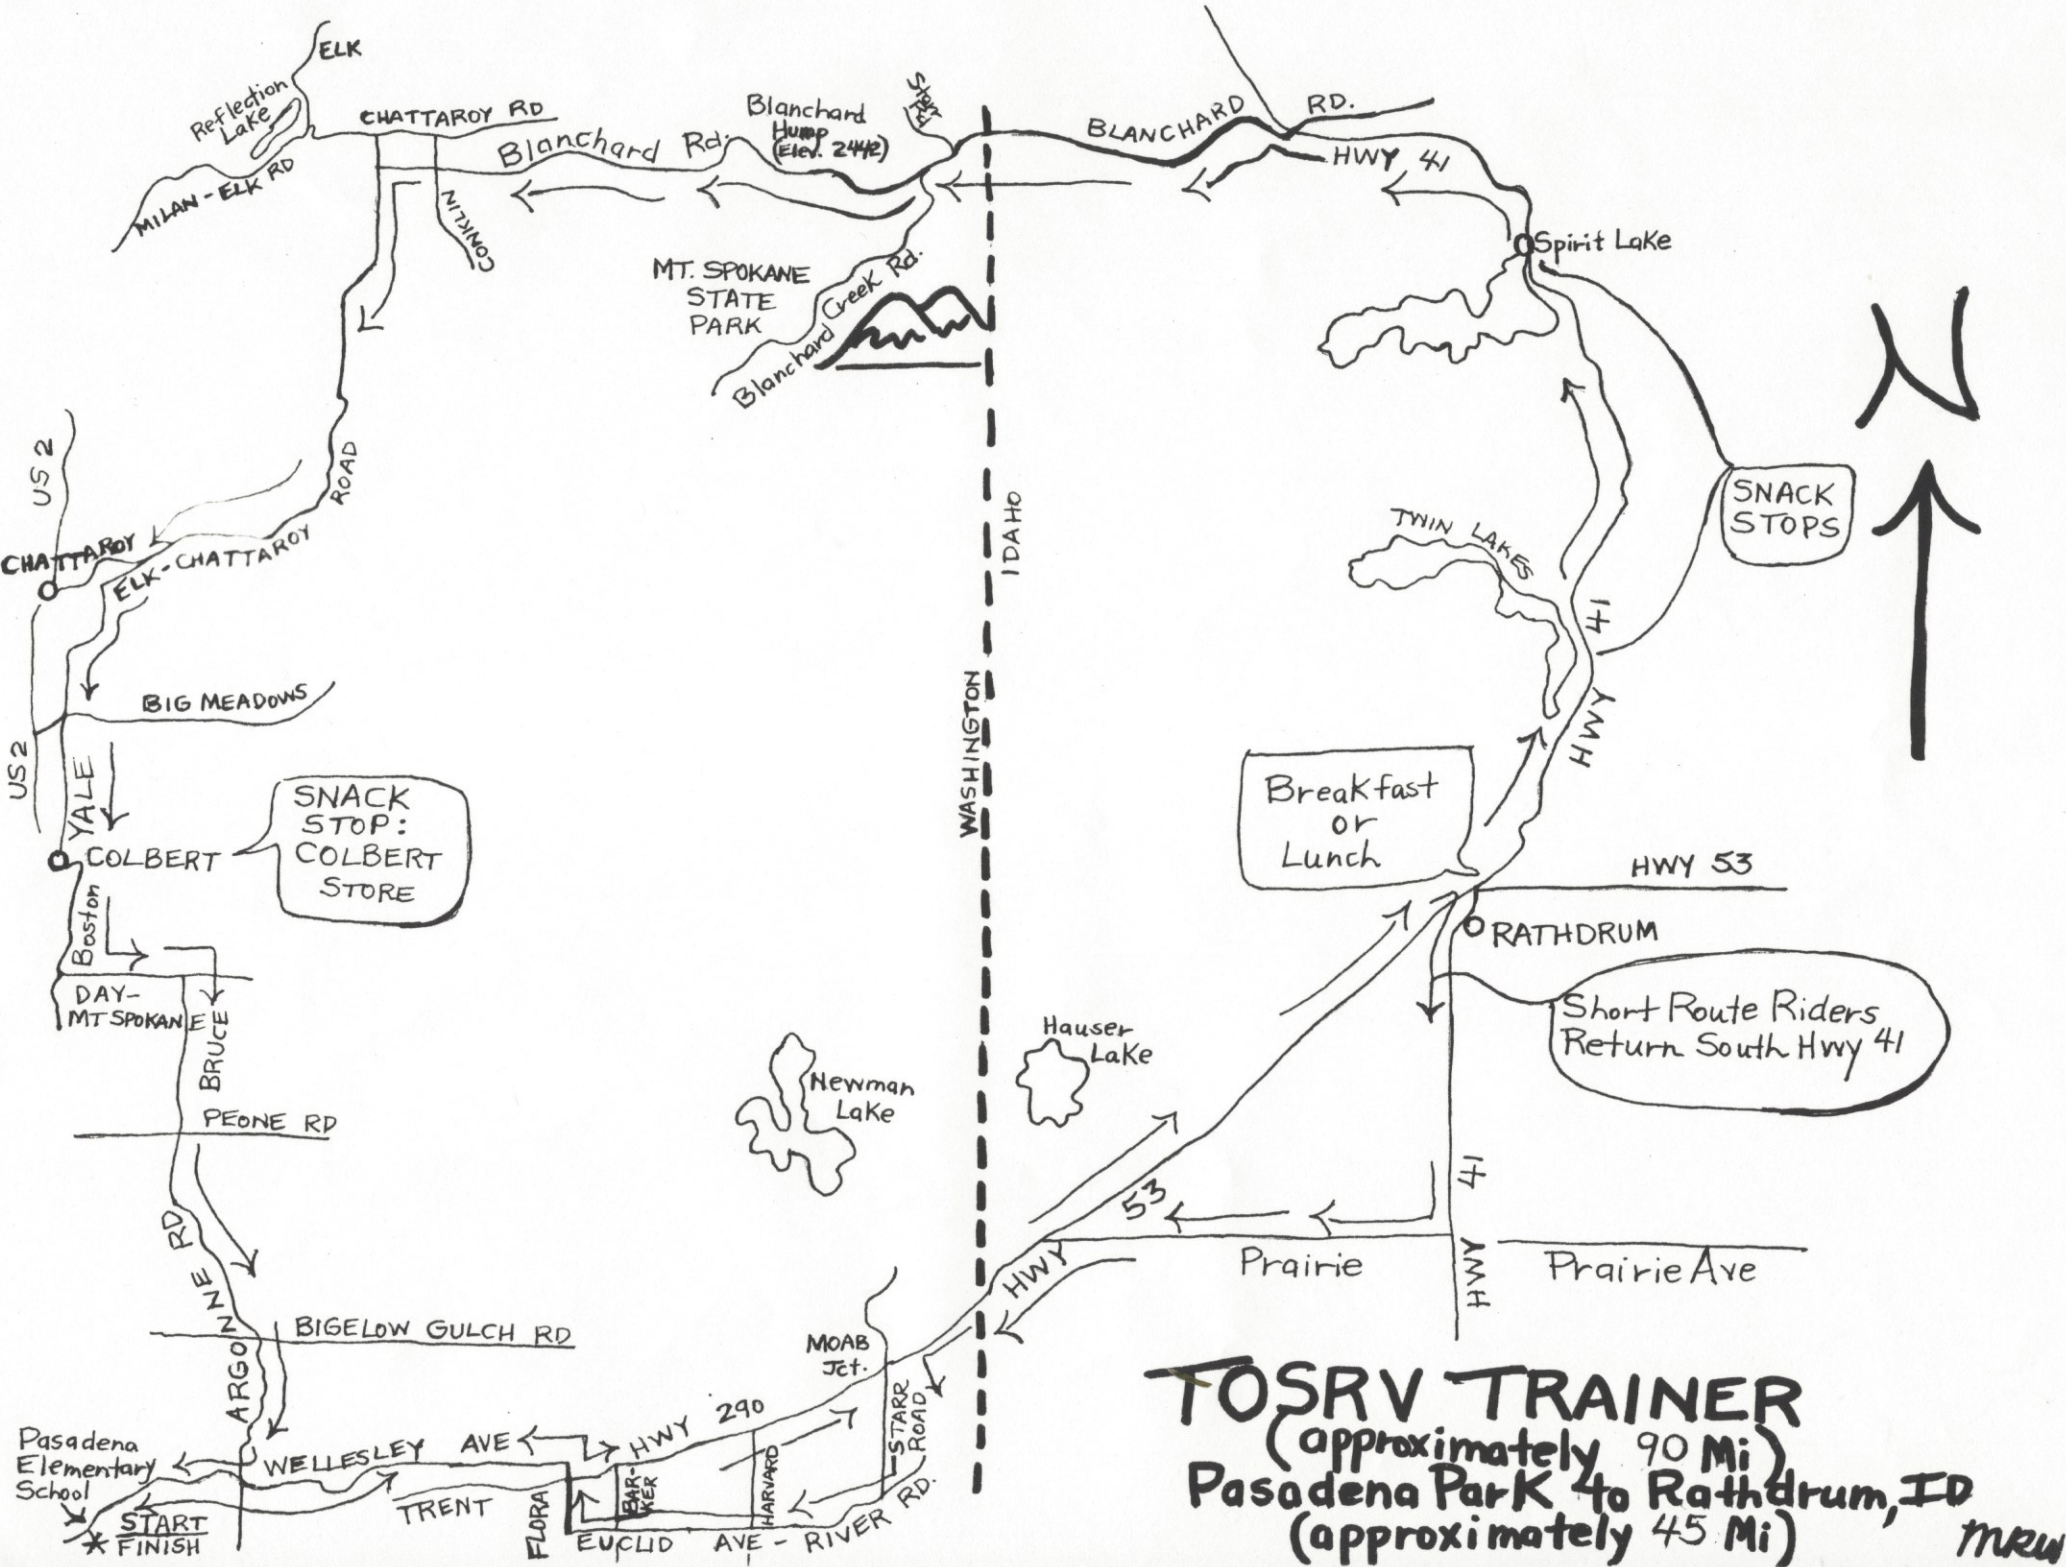 ELK
Reflection
Lake
CHATTAROY RD
MILAN - ELK RD
CONKLIN
Blanchard Rd.
Blanchard
Hump
(Elev. 2442)
BLANCHARD RD.
HWY 41
Spirit Lake
MT. SPOKANE
STATE
PARK
Blanchard Creek Rd.
N
SNACK
STOPS
US 2
CHATTAROY
ELK-CHATTAROY ROAD
IDAHO
WASHINGTON
TWIN LAKES
HWY 41
BIG MEADOWS
US 2
YALE
COLBERT
SNACK
STOP:
COLBERT
STORE
Breakfast
or
Lunch
HWY 53
RATHDRUM
Boston
DAY-
MT SPOKANE
BRUCE
Short Route Riders
Return South Hwy 41
Hauser
Lake
Newman
Lake
PEONE RD
ARGONNE RD
HWY 53
Prairie
HWY 41
Prairie Ave
BIGELOW GULCH RD
MOAB
Jct.
STARR
ROAD
Pasadena
Elementary
School
WELLESLEY AVE
HWY 290
START
FINISH
TRENT
FLORA
BAR-
KER
HARVARD
EUCLID AVE - RIVER RD.
TOSRV TRAINER
(approximately 90 Mi)
Pasadena Park to Rathdrum, ID
(approximately 45 Mi)